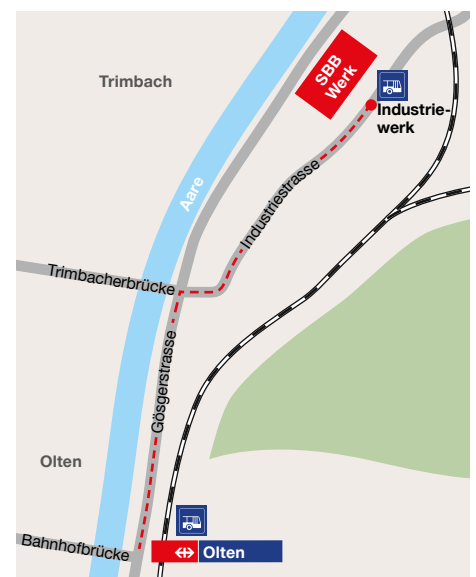 Trimbach
SBB
Werk
Industrie-
werk
Aare
Industriestrasse
Trimbacherbrücke
Gösgerstrasse
Olten
Bahnhofbrücke
Olten